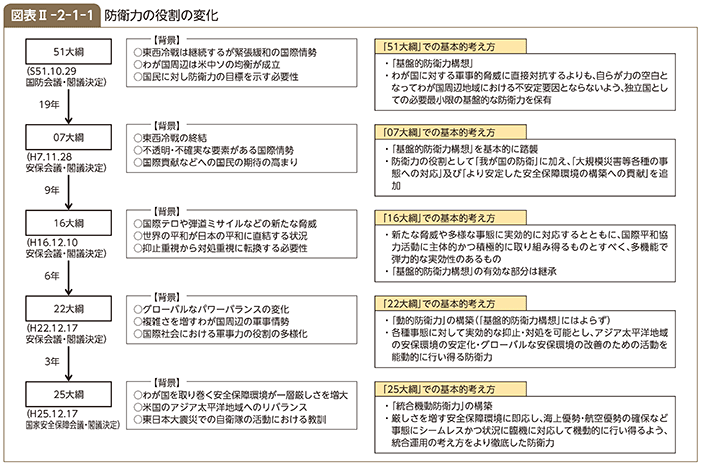 図表Ⅱ-2-1-1 防衛力の役割の変化
51大綱
(S51.10.29
国防会議・閣議決定)
【背景】
○東西冷戦は継続するが緊張緩和の国際情勢
○わが国周辺は米中ソの均衡が成立
○国民に対し防衛力の目標を示す必要性
「51大綱」での基本的考え方
・「基盤的防衛力構想」
・わが国に対する軍事的脅威に直接対抗するよりも、自らが力の空白と
なってわが国周辺地域における不安定要因とならないよう、独立国と
しての必要最小限の基盤的な防衛力を保有
19年
07大綱
(H7.11.28
安保会議・閣議決定)
【背景】
○東西冷戦の終結
○不透明・不確実な要素がある国際情勢
○国際貢献などへの国民の期待の高まり
「07大綱」での基本的考え方
・「基盤的防衛力構想」を基本的に踏襲
・防衛力の役割として「我が国の防衛」に加え、「大規模災害等各種の事
態への対応」及び「より安定した安全保障環境の構築への貢献」を追
加
9年
16大綱
(H16.12.10
安保会議・閣議決定)
【背景】
○国際テロや弾道ミサイルなどの新たな脅威
○世界の平和が日本の平和に直結する状況
○抑止重視から対処重視に転換する必要性
「16大綱」での基本的考え方
・新たな脅威や多様な事態に実効的に対応するとともに、国際平和協
力活動に主体的かつ積極的に取り組み得るものとすべく、多機能で
弾力的な実効性のあるもの
・「基盤的防衛力構想」の有効な部分は継承
6年
22大綱
(H22.12.17
安保会議・閣議決定)
【背景】
○グローバルなパワーバランスの変化
○複雑さを増すわが国周辺の軍事情勢
○国際社会における軍事力の役割の多様化
「22大綱」での基本的考え方
・「動的防衛力」の構築(「基盤的防衛力構想」にはよらず)
・各種事態に対して実効的な抑止・対処を可能とし、アジア太平洋地域
の安保環境の安定化・グローバルな安保環境の改善のための活動を
能動的に行い得る防衛力
3年
25大綱
(H25.12.17
国家安全保障会議・閣議決定)
【背景】
○わが国を取り巻く安全保障環境が一層厳しさを増大
○米国のアジア太平洋地域へのリバランス
○東日本大震災での自衛隊の活動における教訓
「25大綱」での基本的考え方
・「統合機動防衛力」の構築
・厳しさを増す安全保障環境に即応し、海上優勢・航空優勢の確保など
事態にシームレスかつ状況に臨機に対応して機動的に行い得るよう、
統合運用の考え方をより徹底した防衛力